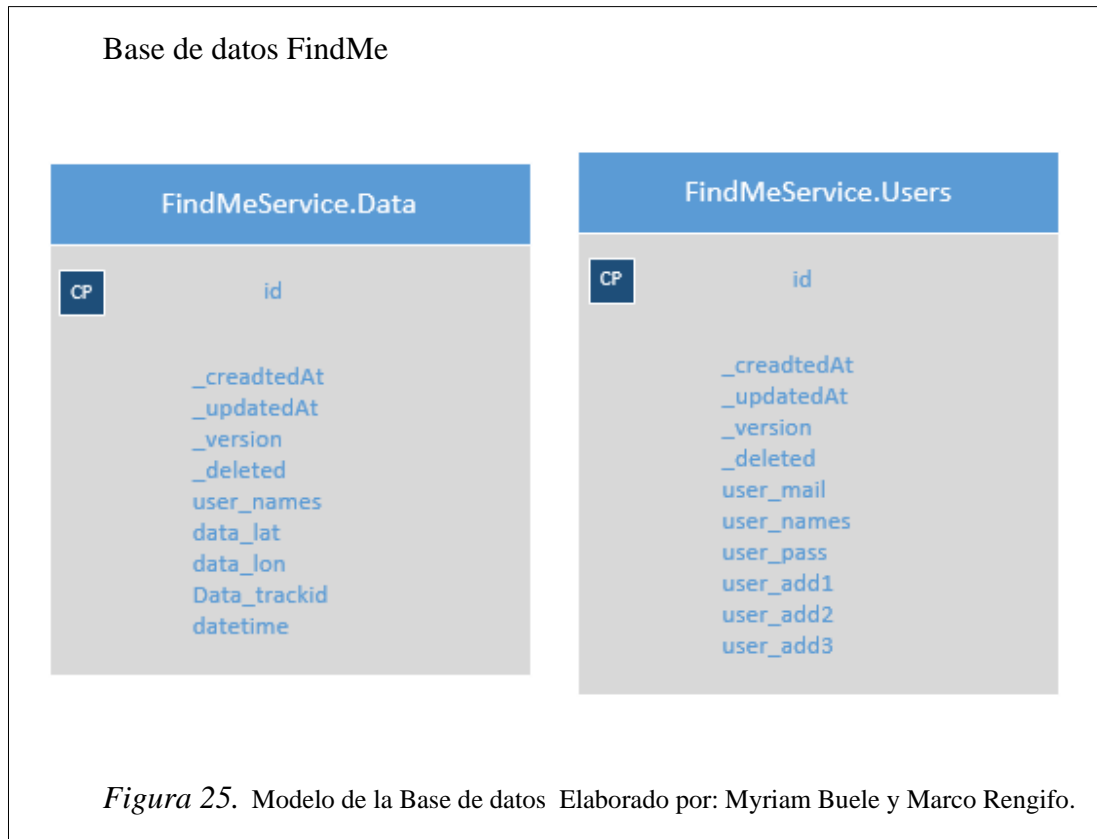 Base de datos FindMe
FindMeService.Data
CP
id
_creadtedAt
_updatedAt
_version
_deleted
user_names
data_lat
data_lon
Data_trackid
datetime
FindMeService.Users
CP
id
_creadtedAt
_updatedAt
_version
_deleted
user_mail
user_names
user_pass
user_add1
user_add2
user_add3
Figura 25. Modelo de la Base de datos Elaborado por: Myriam Buele y Marco Rengifo.